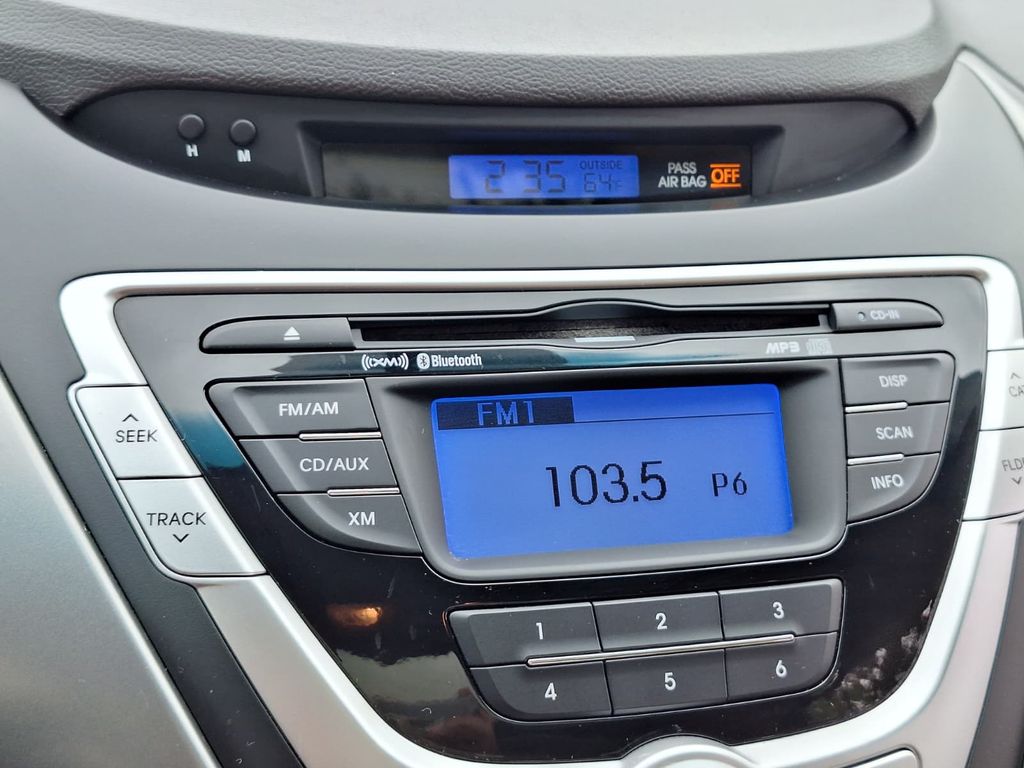 H
M
2 35
OUTSIDE
64°F
PASS
AIR BAG OFF
CD-IN
((XM)) Bluetooth
MP3
FM/AM
DISP
SEEK
FM1
CD/AUX
SCAN
103.5 P6
TRACK
XM
INFO
1 2 3
4 5 6